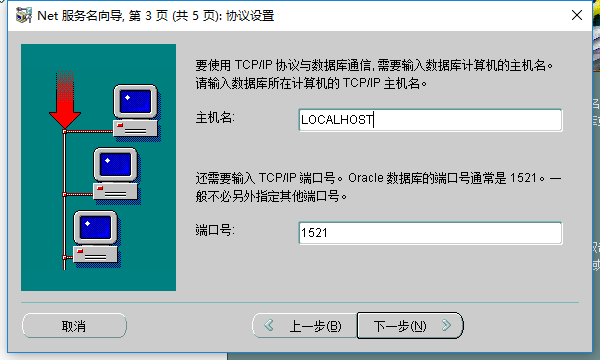 Net 服务名向导, 第 3 页 (共 5 页): 协议设置
要使用 TCP/IP 协议与数据库通信,需要输入数据库计算机的主机名。
请输入数据库所在计算机的 TCP/IP 主机名。
主机名:
LOCALHOST
还需要输入 TCP/IP 端口号。Oracle 数据库的端口号通常是 1521。一
般不必另外指定其他端口号。
端口号:
1521
取消
上一步(B)
下一步(N)